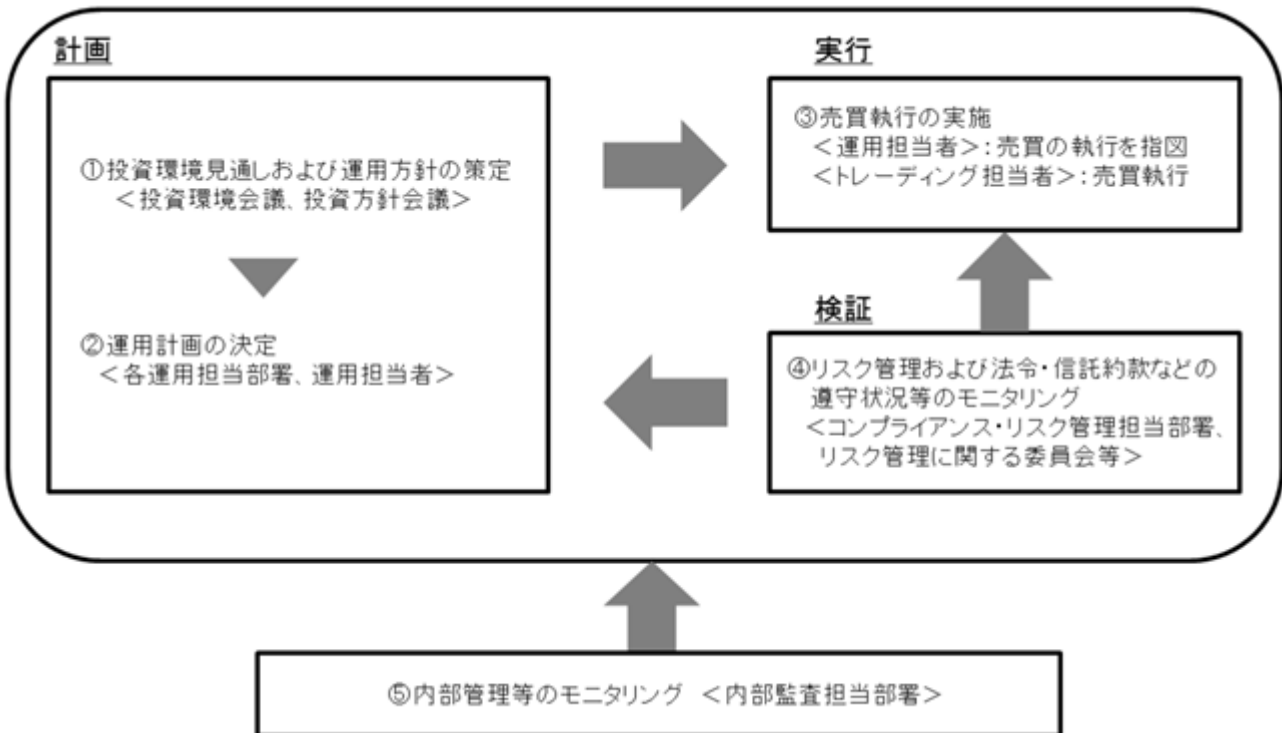 計画
①投資環境見通しおよび運用方針の策定
＜投資環境会議、投資方針会議＞
②運用計画の決定
＜各運用担当部署、運用担当者＞
実行
③売買執行の実施
＜運用担当者＞：売買の執行を指図
＜トレーディング担当者＞：売買執行
検証
④リスク管理および法令・信託約款などの
遵守状況等のモニタリング
＜コンプライアンス・リスク管理担当部署、
リスク管理に関する委員会等＞
⑤内部管理等のモニタリング ＜内部監査担当部署＞